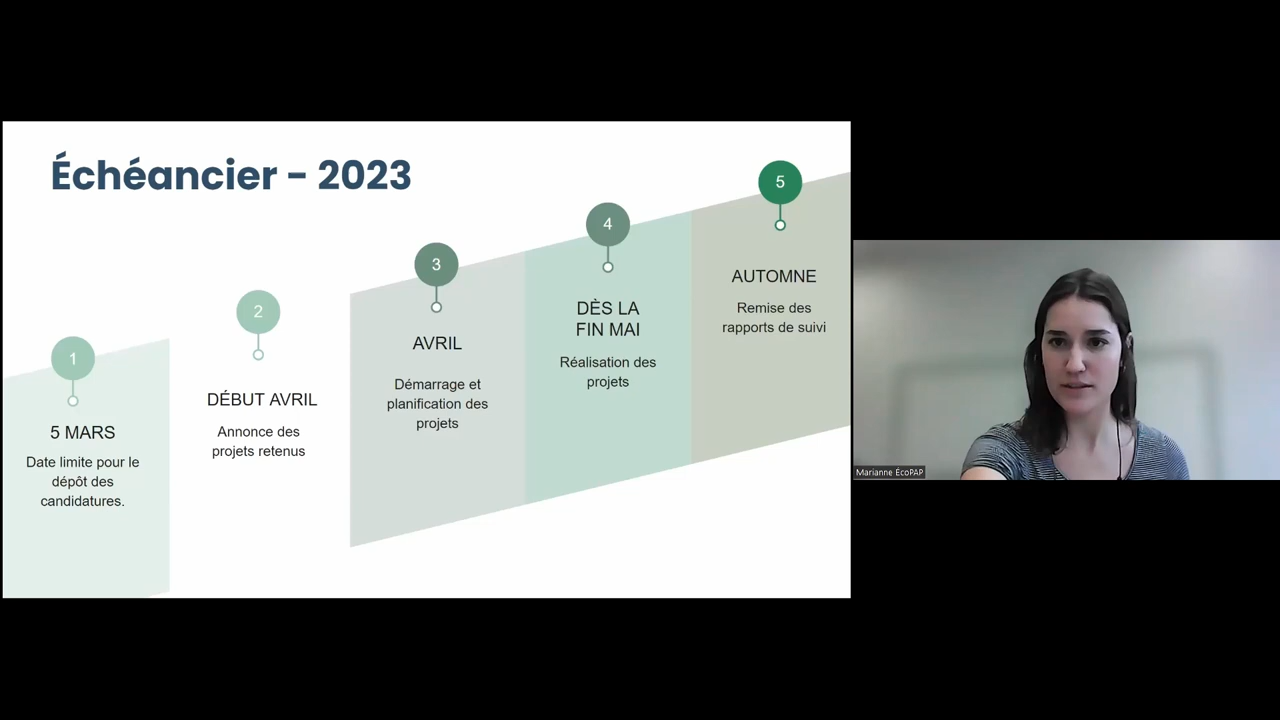 Échéancier - 2023
1
5 MARS
Date limite pour le
dépôt des
candidatures.
2
DÉBUT AVRIL
Annonce des
projets retenus
3
AVRIL
Démarrage et
planification des
projets
4
DÈS LA
FIN MAI
Réalisation des
projets
5
AUTOMNE
Remise des
rapports de suivi
Marianne ÉcoPAP